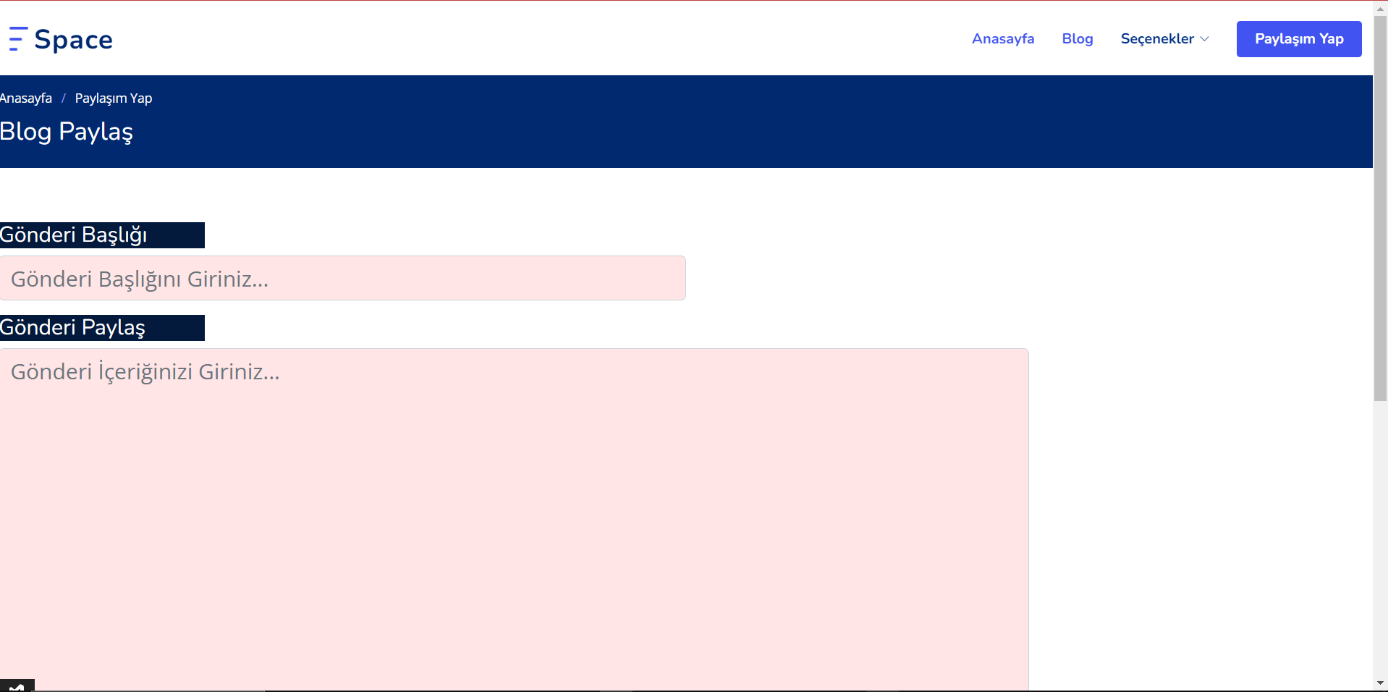 Space
Anasayfa Blog Seçenekler Paylaşım Yap
Anasayfa / Paylaşım Yap
Blog Paylaş
Gönderi Başlığı
Gönderi Başlığını Giriniz...
Gönderi Paylaş
Gönderi İçeriğinizi Giriniz...